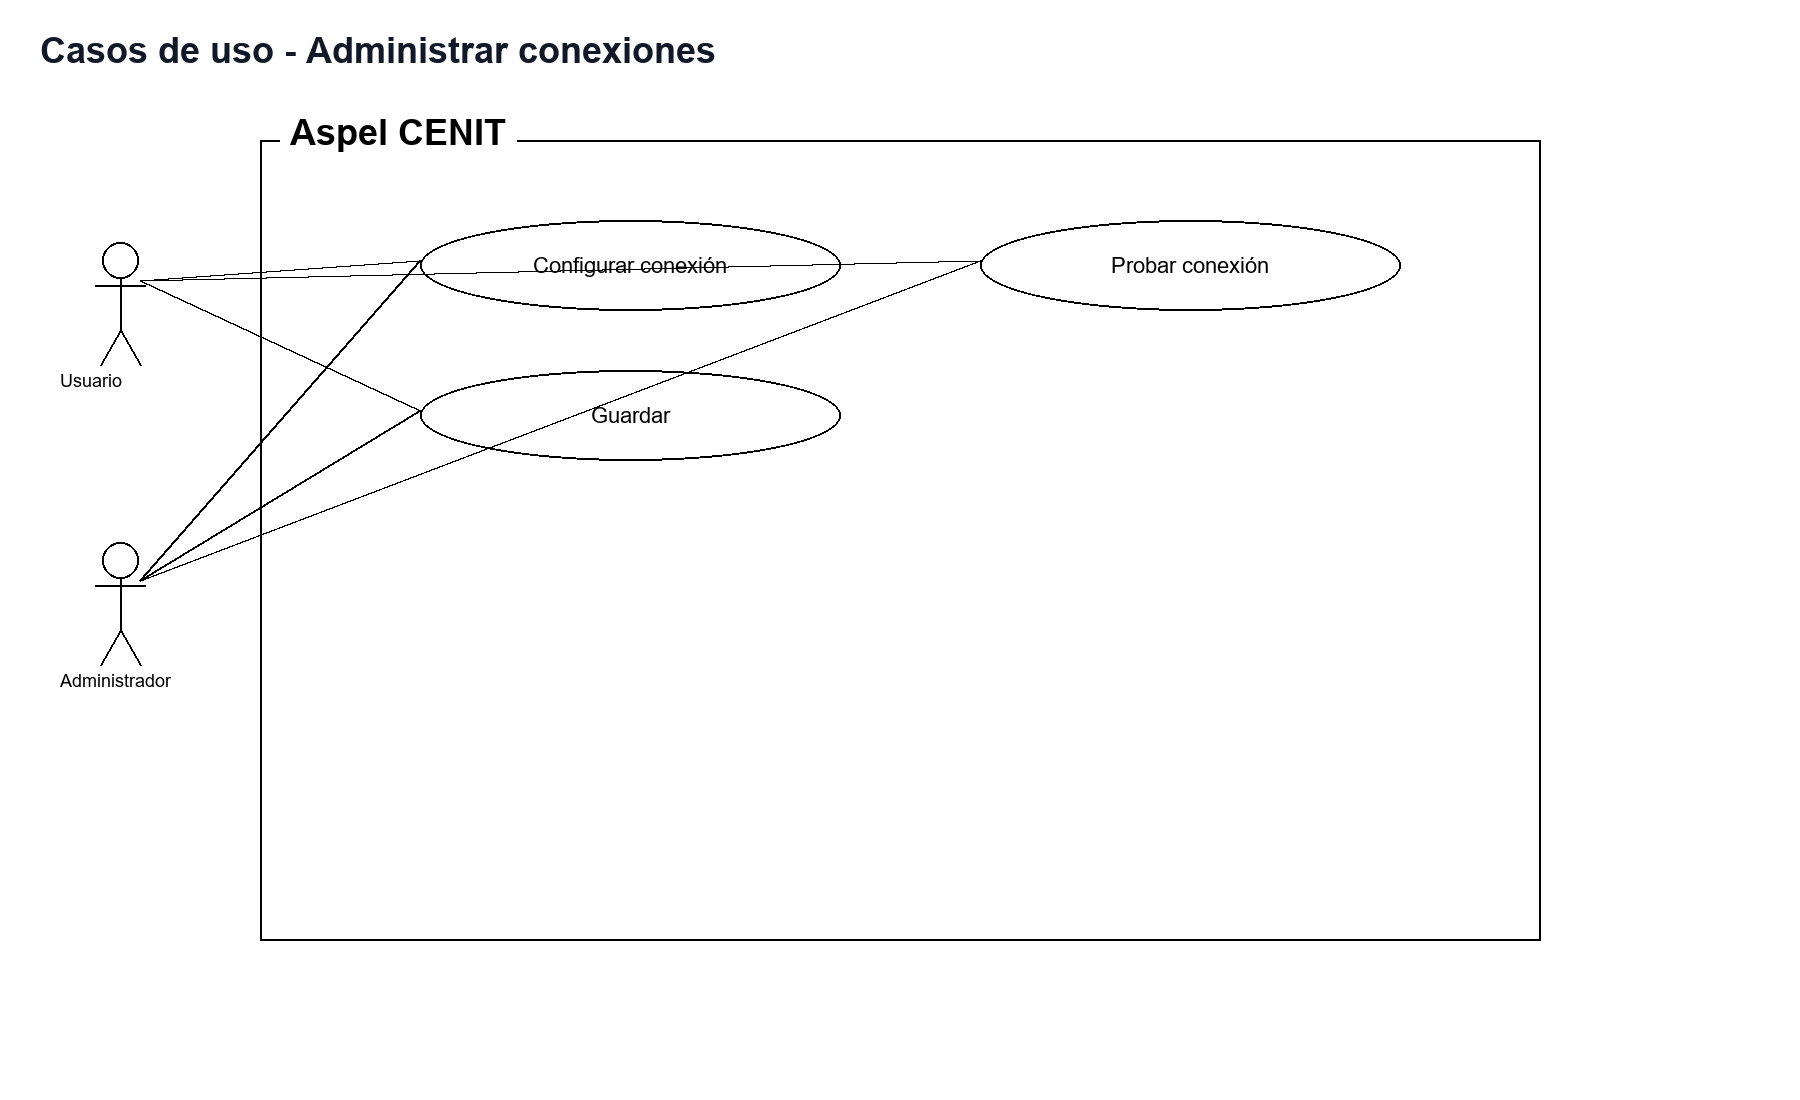 Casos de uso - Administrar conexiones
Aspel CENIT
Configurar conexión
Probar conexión
Usuario
Guardar
Administrador